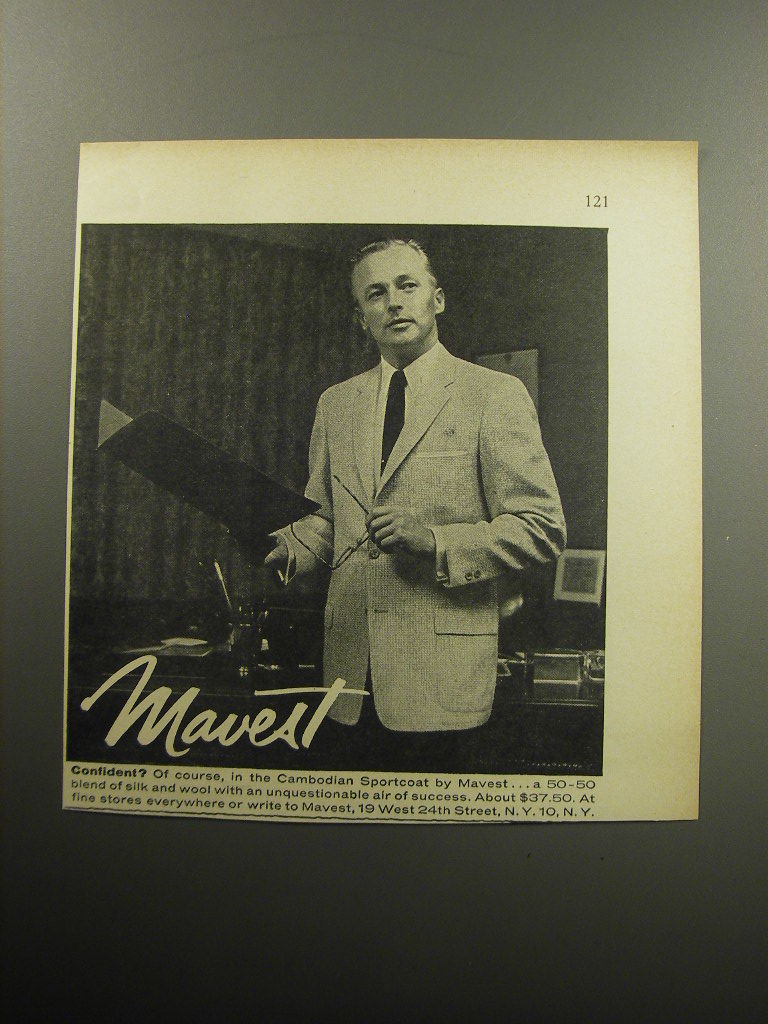 121
Mavest
Confident? Of course, in the Cambodian Sportcoat by Mavest...a 50-50
blend of silk and wool with an unquestionable air of success. About $37.50. At
fine stores everywhere or write to Mavest, 19 West 24th Street, N.Y. 10, N.Y.